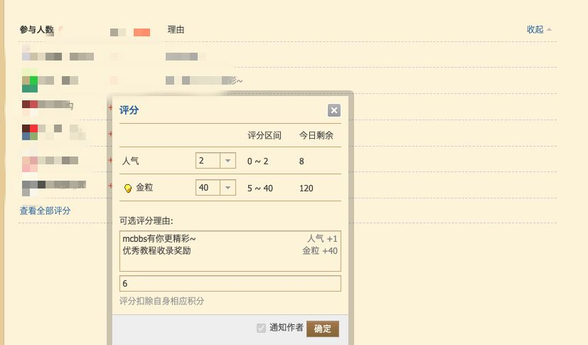 参与人数
理由
收起
评分
评分区间 今日剩余
人气 2 0 ~ 2 8
金粒 40 5 ~ 40 120
可选评分理由:
mcbbs有你更精彩~ 人气 +1
优秀教程收录奖励 金粒 +40
6
评分扣除自身相应积分
通知作者 确定
查看全部评分